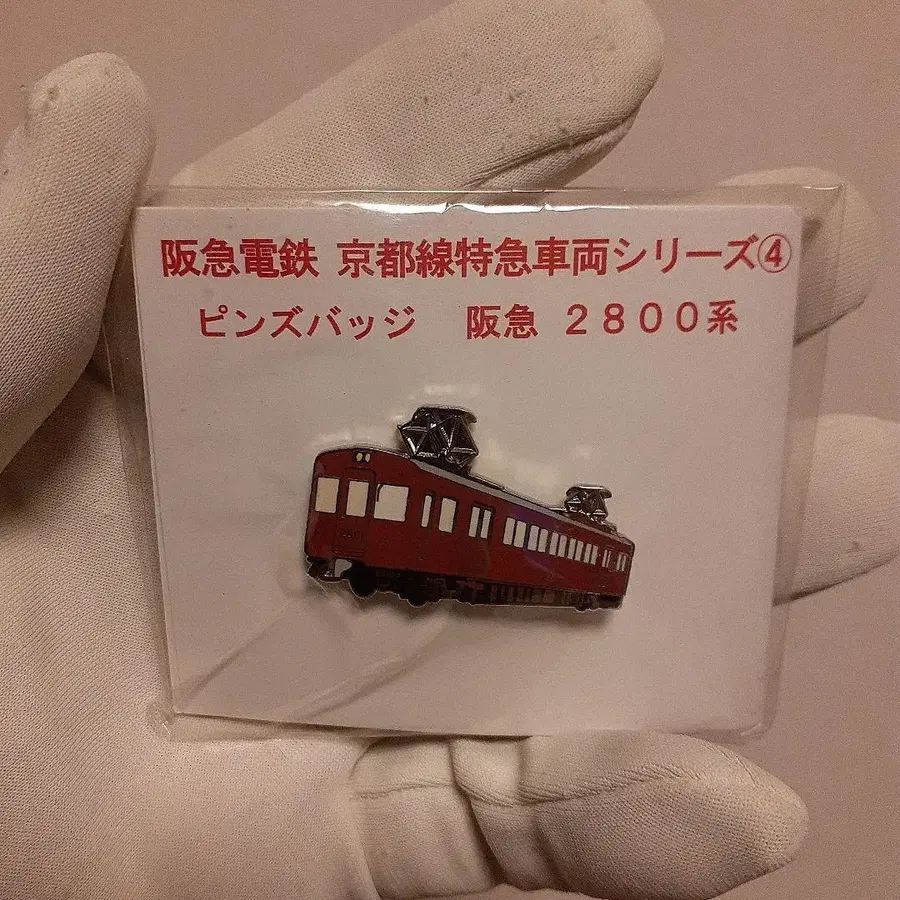 阪急電鉄 京都線特急車両シリーズ④
ピンズバッジ 阪急 ２８００系